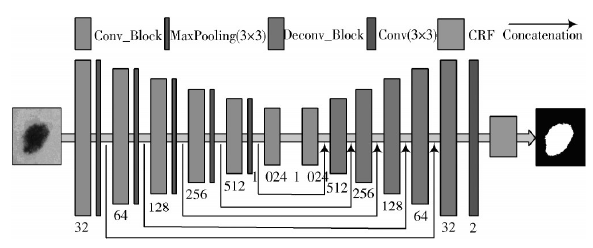 Conv_Block MaxPooling(3×3) Deconv_Block Conv(3×3) CRF Concatenation
32 64 128 256 512 1 024 1 024 512 256 128 64 32 2